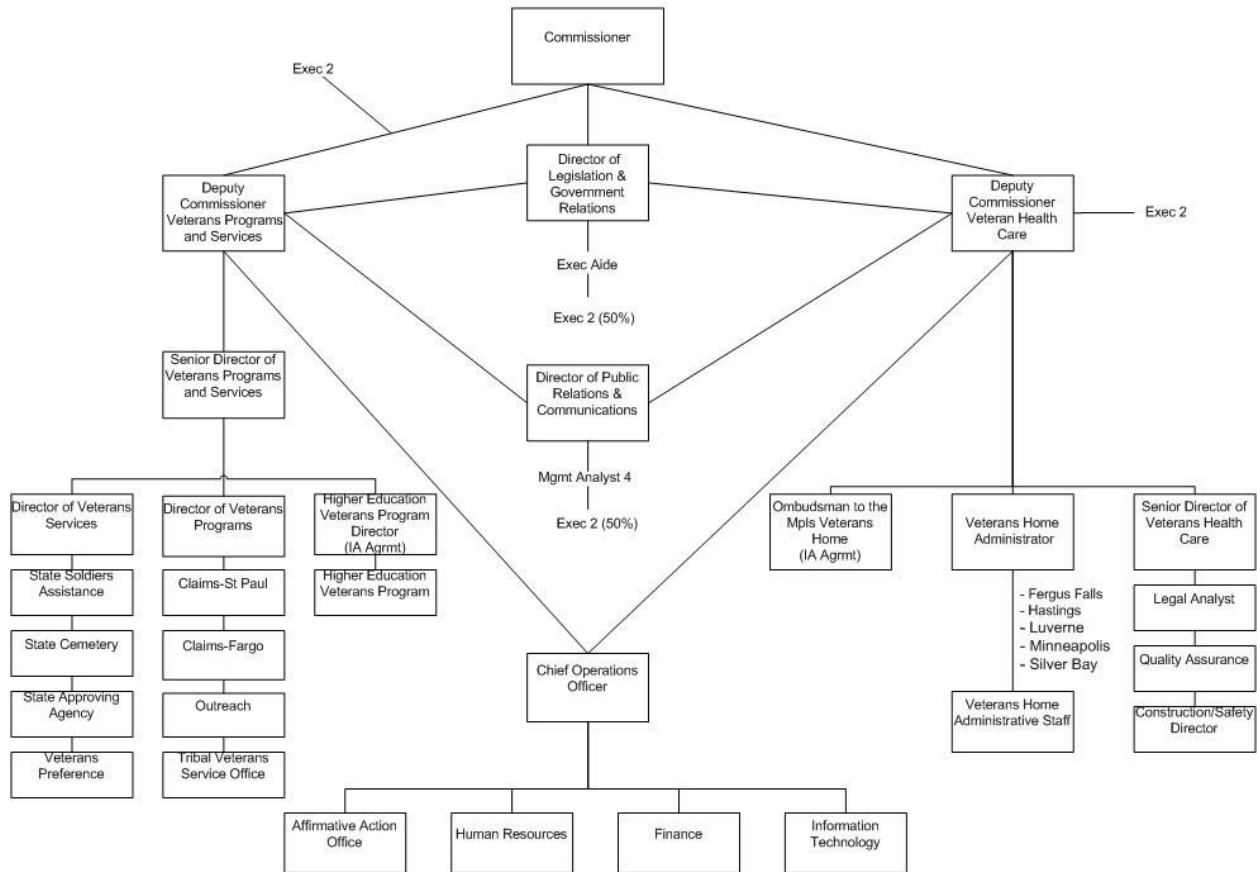 Commissioner
Exec 2
Director of
Legislation &
Government
Relations
Deputy
Commissioner
Veterans Programs
and Services
Deputy
Commissioner
Veteran Health
Care
Exec 2
Exec Aide
Exec 2 (50%)
Senior Director of
Veterans Programs
and Services
Director of Public
Relations &
Communications
Mgmt Analyst 4
Exec 2 (50%)
Director of Veterans
Services
Director of Veterans
Programs
Higher Education
Veterans Program
Director
(IA Agrmt)
Ombudsman to the
Mpls Veterans
Home
(IA Agrmt)
Veterans Home
Administrator
Senior Director of
Veterans Health
Care
State Soldiers
Assistance
Claims-St Paul
Higher Education
Veterans Program
- Fergus Falls
- Hastings
- Luverne
- Minneapolis
- Silver Bay
Legal Analyst
State Cemetery
Claims-Fargo
Quality Assurance
Chief Operations
Officer
State Approving
Agency
Outreach
Veterans Home
Administrative Staff
Construction/Safety
Director
Veterans
Preference
Tribal Veterans
Service Office
Affirmative Action
Office
Human Resources
Finance
Information
Technology